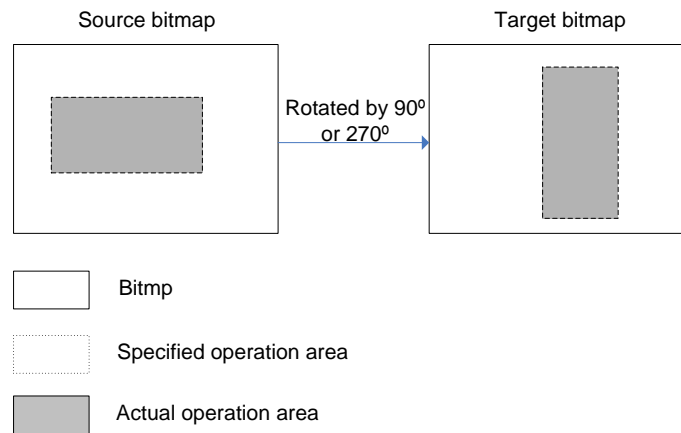 Source bitmap
Target bitmap
Rotated by 90º
or 270º
Bitmp
Specified operation area
Actual operation area